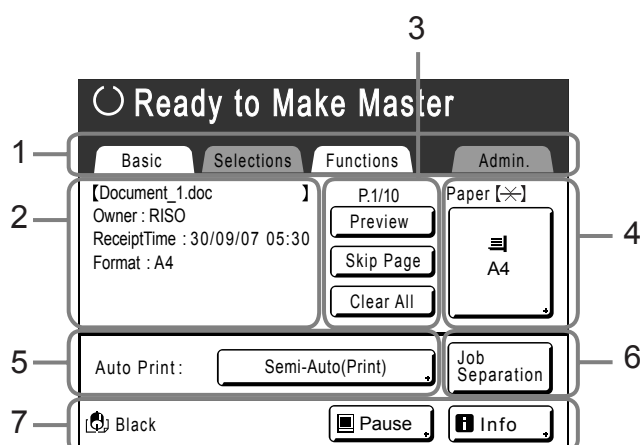 3
Ready to Make Master
1
Basic Selections Functions Admin.
2
【Document_1.doc 】
Owner : RISO
ReceiptTime : 30/09/07 05:30
Format : A4
P.1/10
Preview
Skip Page
Clear All
Paper【】
A4
4
5
Auto Print: Semi-Auto(Print)
Job
Separation
6
7
Black Pause Info